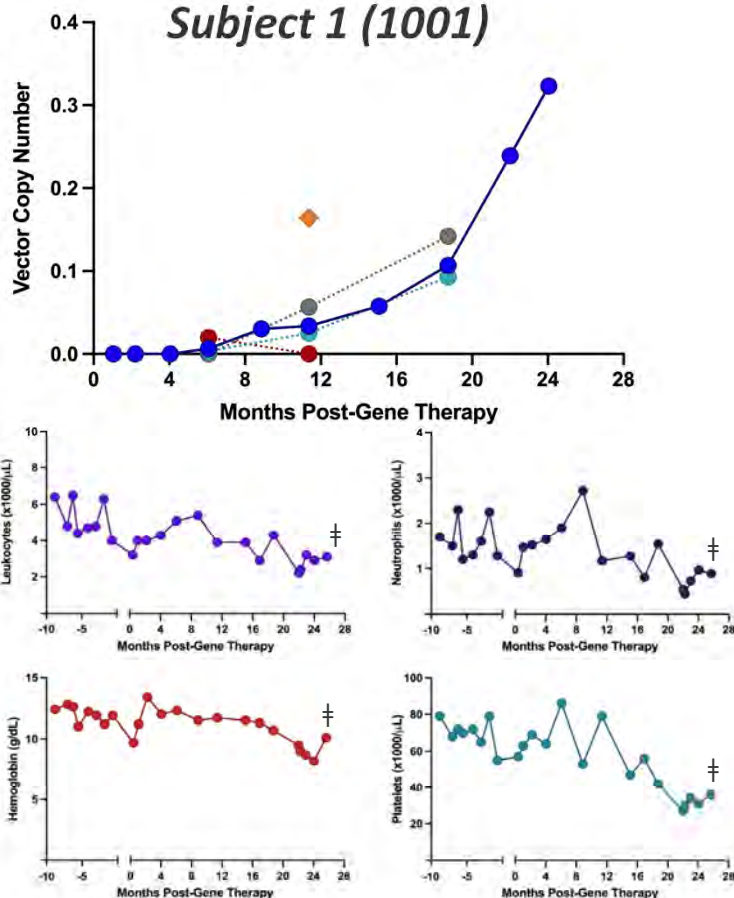 Subject 1 (1001)
Vector Copy Number
0.4
0.3
0.2
0.1
0.0
0 4 8 12 16 20 24 28
Months Post-Gene Therapy
Leukocytes (x1000/µL)
10
8
6
4
2
‡
-10 -5 0 4 8 12 16 20 24 28
Months Post-Gene Therapy
Neutrophils (x1000/µL)
4
3
2
1
‡
-10 -5 0 4 8 12 16 20 24 28
Months Post-Gene Therapy
Hemoglobin (g/dL)
15
10
5
‡
-10 -5 0 4 8 12 16 20 24 28
Months Post-Gene Therapy
Platelets (x1000/µL)
100
80
60
40
20
‡
-10 -5 0 4 8 12 16 20 24 28
Months Post-Gene Therapy